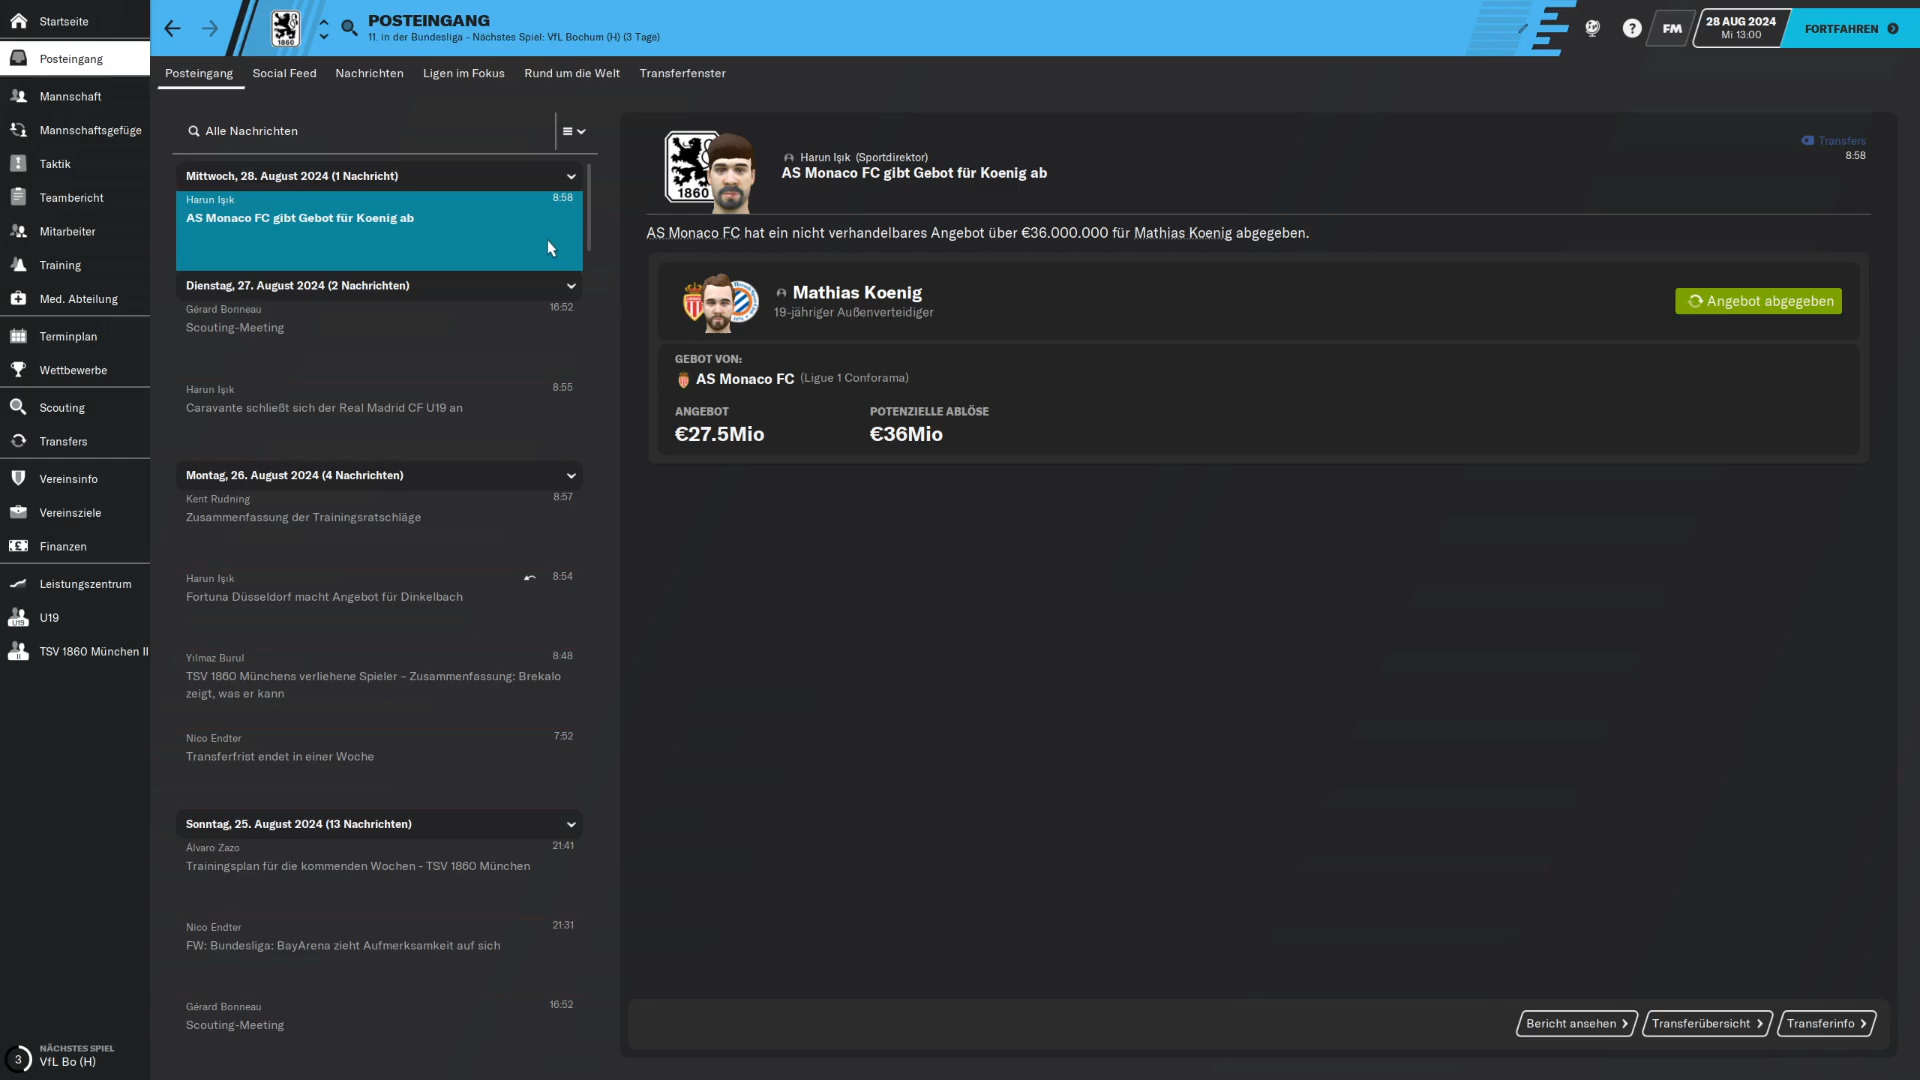 Startseite
Posteingang
Mannschaft
Mannschaftsgefüge
Taktik
Teambericht
Mitarbeiter
Training
Med. Abteilung
Terminplan
Wettbewerbe
Scouting
Transfers
Vereinsinfo
Vereinsziele
Finanzen
Leistungszentrum
U19
TSV 1860 München II
3
NÄCHSTES SPIEL
VfL Bo (H)
1860
POSTEINGANG
11. in der Bundesliga - Nächstes Spiel: VfL Bochum (H) (3 Tage)
?
FM
28 AUG 2024
Mi 13:00
FORTFAHREN
Posteingang Social Feed Nachrichten Ligen im Fokus Rund um die Welt Transferfenster
Alle Nachrichten
Mittwoch, 28. August 2024 (1 Nachricht)
Harun Işık 8:58
AS Monaco FC gibt Gebot für Koenig ab
Dienstag, 27. August 2024 (2 Nachrichten)
Gérard Bonneau 16:52
Scouting-Meeting
Harun Işık 8:55
Caravante schließt sich der Real Madrid CF U19 an
Montag, 26. August 2024 (4 Nachrichten)
Kent Rudning 8:57
Zusammenfassung der Trainingsratschläge
Harun Işık 8:54
Fortuna Düsseldorf macht Angebot für Dinkelbach
Yılmaz Burul 8:48
TSV 1860 Münchens verliehene Spieler – Zusammenfassung: Brekalo
zeigt, was er kann
Nico Endter 7:52
Transferfrist endet in einer Woche
Sonntag, 25. August 2024 (13 Nachrichten)
Álvaro Zazo 21:41
Trainingsplan für die kommenden Wochen - TSV 1860 München
Nico Endter 21:31
FW: Bundesliga: BayArena zieht Aufmerksamkeit auf sich
Gérard Bonneau 16:52
Scouting-Meeting
1860
Harun Işık (Sportdirektor)
AS Monaco FC gibt Gebot für Koenig ab
Transfers
8:58
AS Monaco FC hat ein nicht verhandelbares Angebot über €36.000.000 für Mathias Koenig abgegeben.
Mathias Koenig
19-jähriger Außenverteidiger
Angebot abgegeben
GEBOT VON:
AS Monaco FC (Ligue 1 Conforama)
ANGEBOT POTENZIELLE ABLÖSE
€27.5Mio €36Mio
Bericht ansehen Transferübersicht Transferinfo